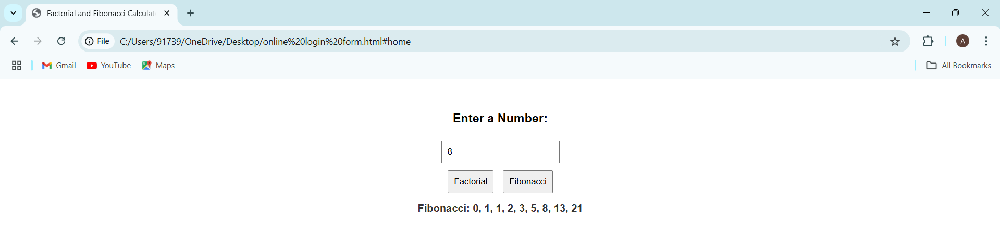 Factorial and Fibonacci Calculat
File C:/Users/91739/OneDrive/Desktop/online%20login%20form.html#home A
Gmail YouTube Maps All Bookmarks
Enter a Number:
8
Factorial Fibonacci
Fibonacci: 0, 1, 1, 2, 3, 5, 8, 13, 21